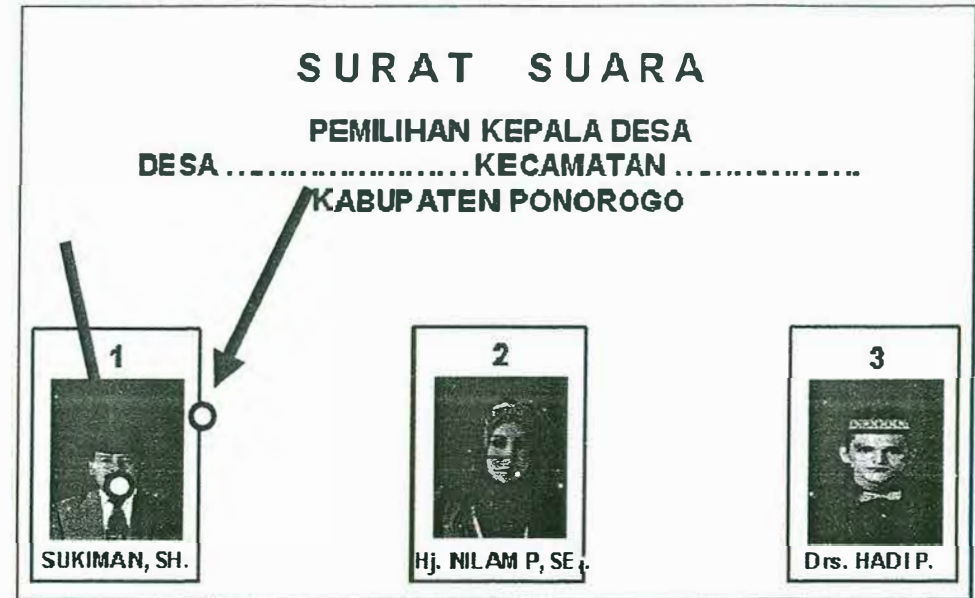 SURAT SUARA
PEMILIHAN KEPALA DESA
DESA ........................ KECAMATAN ...................
KABUPATEN PONOROGO
1
2
3
SUKIMAN, SH.
Hj. NILAM P, SE.
Drs. HADI P.